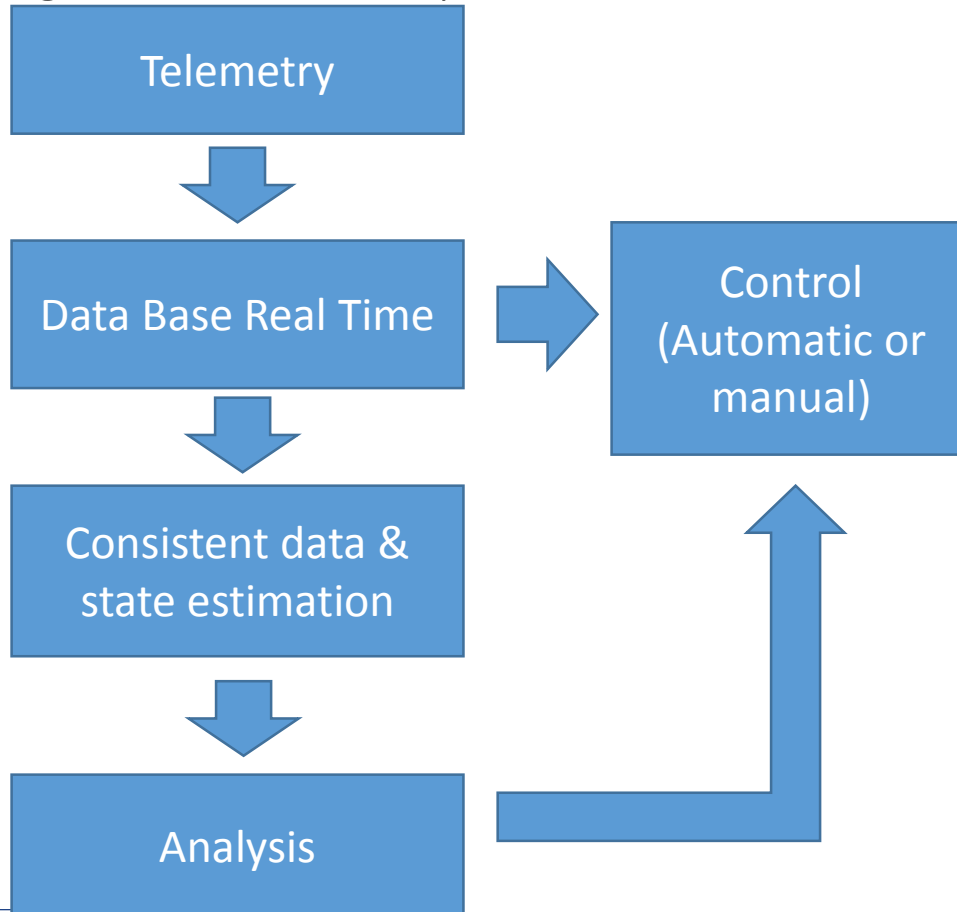 Telemetry
Data Base Real Time
Control
(Automatic or
manual)
Consistent data &
state estimation
Analysis